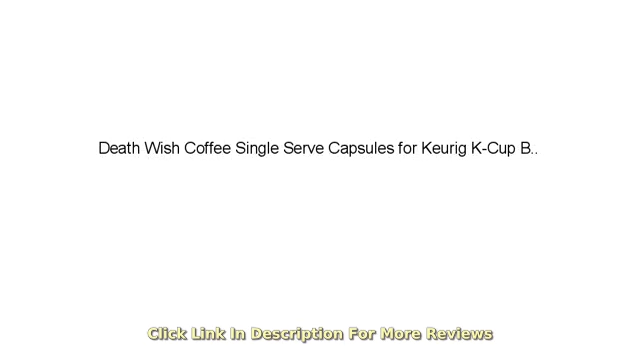 Death Wish Coffee Single Serve Capsules for Keurig K-Cup B..
Click Link In Description For More Reviews